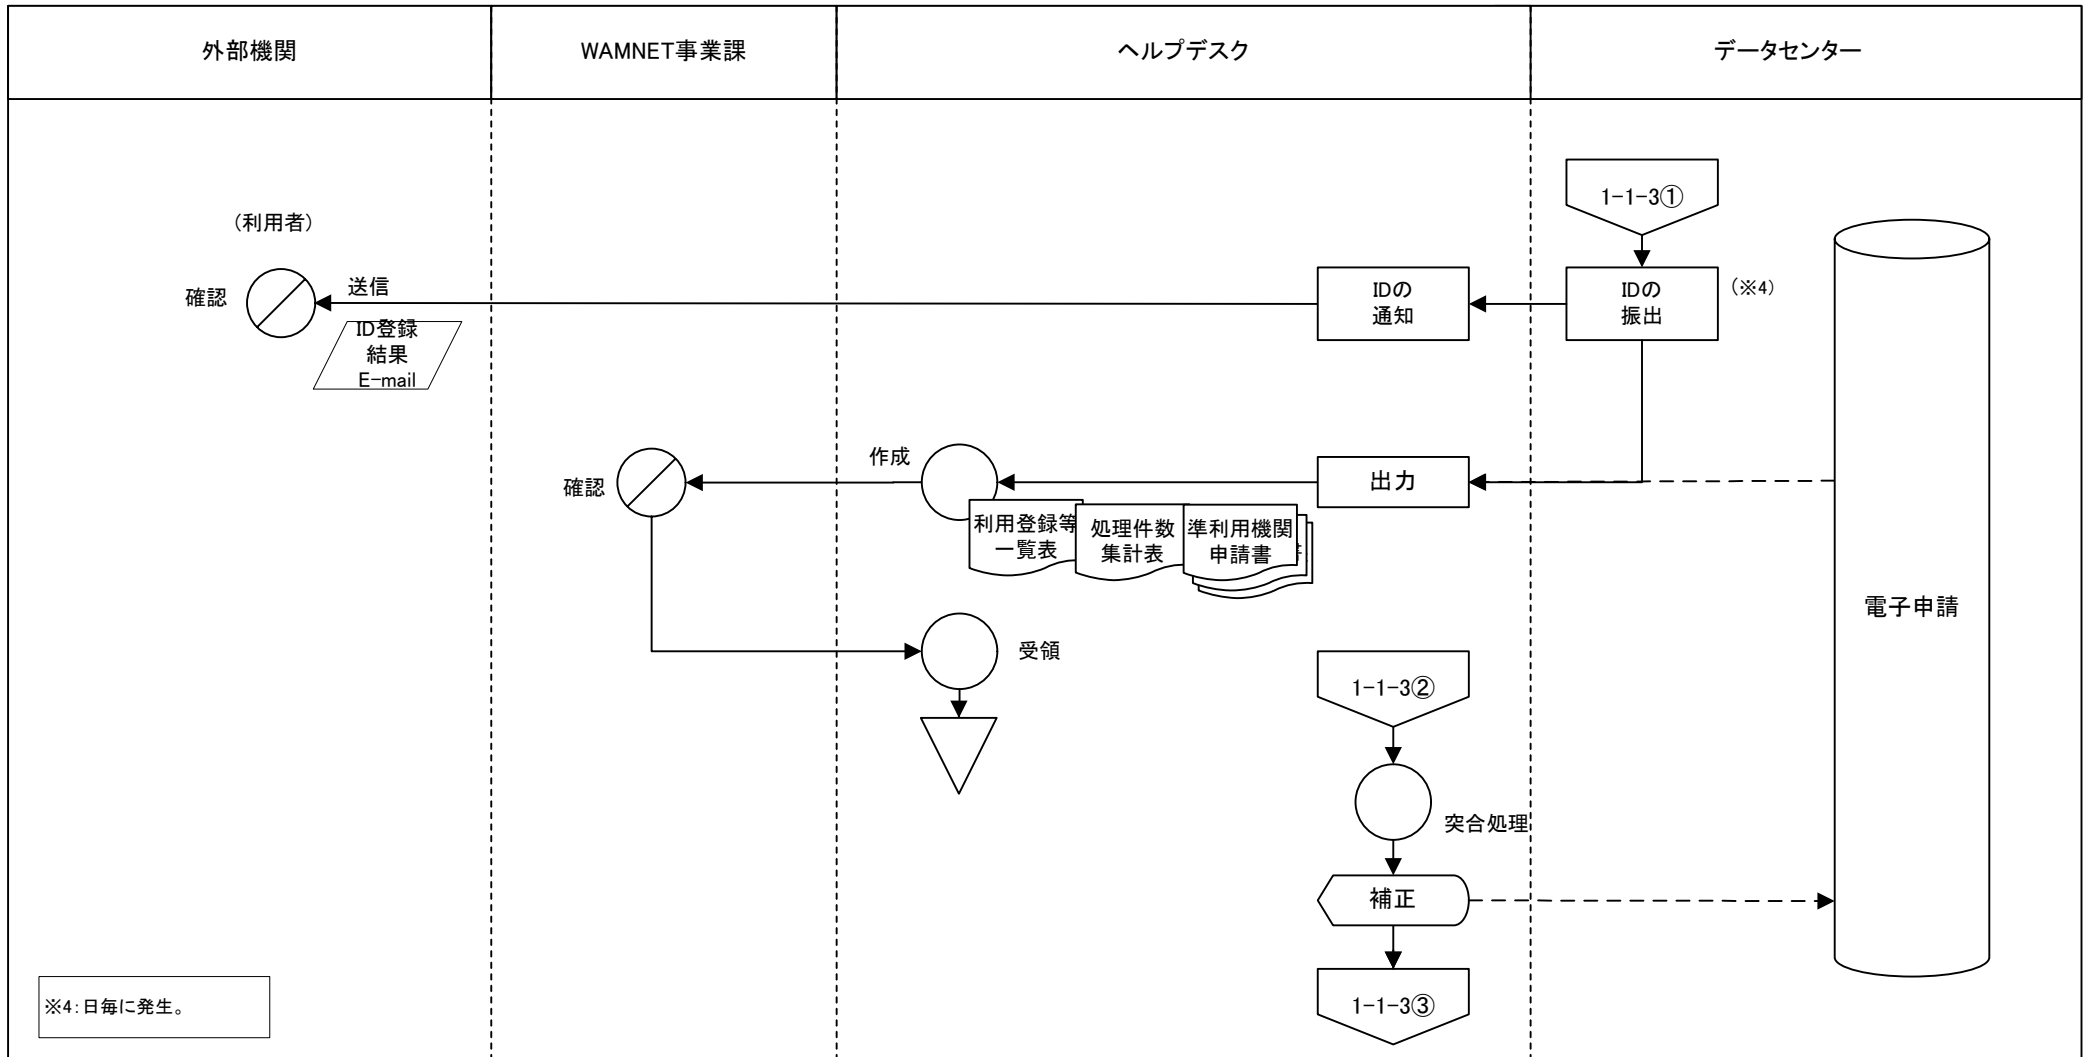 外部機関
WAMNET事業課
ヘルプデスク
データセンター
1-1-3①
(利用者)
確認
送信
IDの
通知
IDの
振出
(※4)
ID登録
結果
E-mail
確認
作成
出力
利用登録等
一覧表
処理件数
集計表
準利用機関
申請書
電子申請
受領
1-1-3②
突合処理
補正
1-1-3③
※4:日毎に発生。